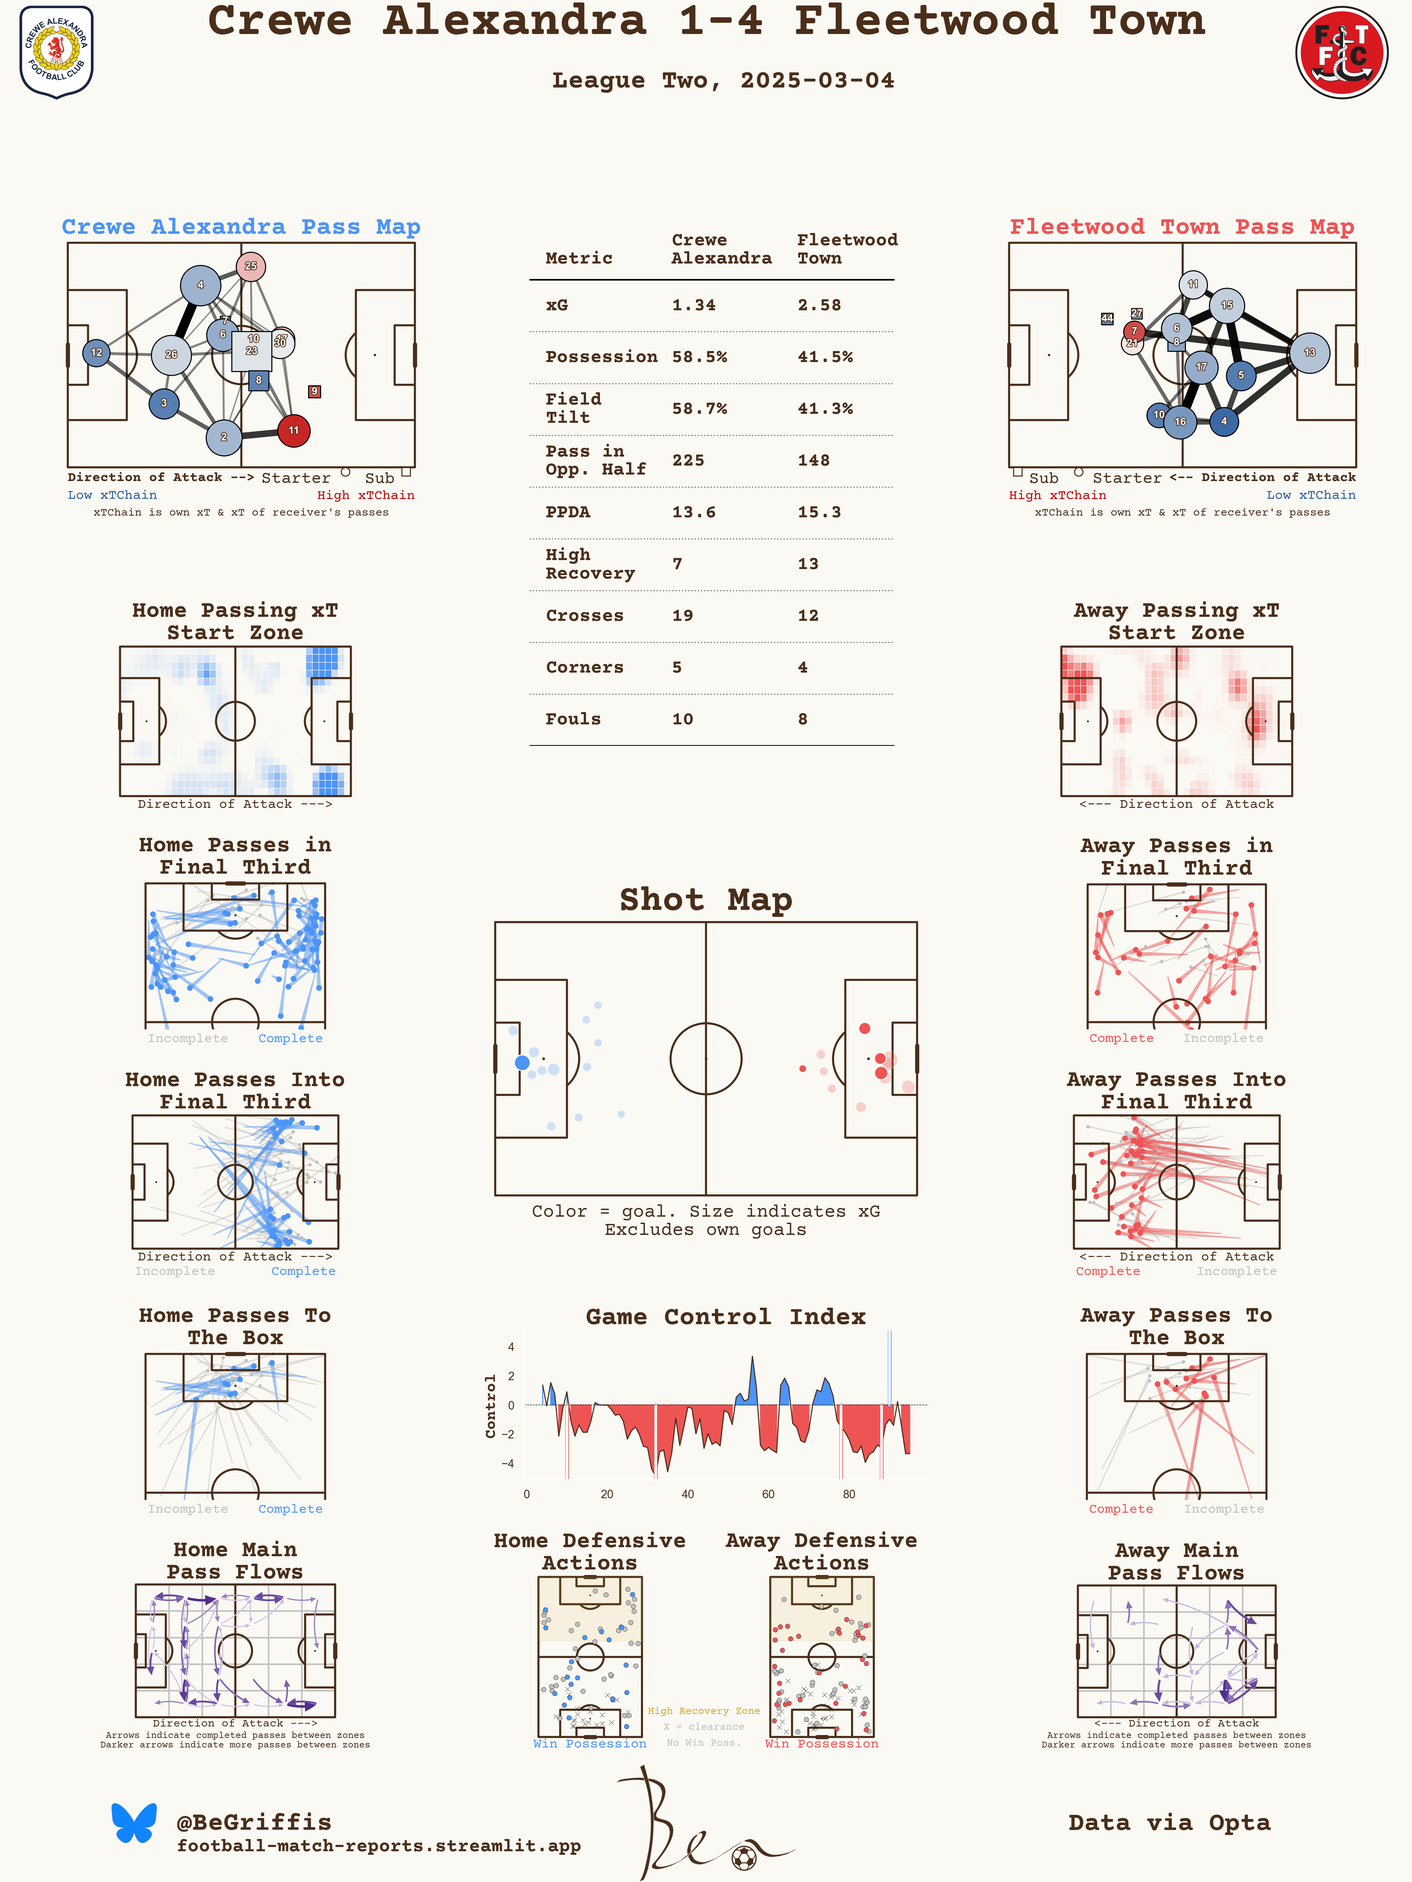 Crewe Alexandra 1-4 Fleetwood Town
League Two, 2025-03-04
CREWE ALEXANDRA
FOOTBALL CLUB
F T
F C
Crewe Alexandra Pass Map
4
25
7
6
10
23
17
30
12
26
8
9
3
2
11
Direction of Attack --> Starter Sub
Low xTChain High xTChain
xTChain is own xT & xT of receiver's passes
Metric Crewe Alexandra Fleetwood Town
xG 1.34 2.58
Possession 58.5% 41.5%
Field Tilt 58.7% 41.3%
Pass in Opp. Half 225 148
PPDA 13.6 15.3
High Recovery 7 13
Crosses 19 12
Corners 5 4
Fouls 10 8
Fleetwood Town Pass Map
11
15
44
27
7
6
21
8
13
17
5
10
16
4
Sub Starter <-- Direction of Attack
High xTChain Low xTChain
xTChain is own xT & xT of receiver's passes
Home Passing xT
Start Zone
Direction of Attack --->
Away Passing xT
Start Zone
<--- Direction of Attack
Home Passes in
Final Third
Incomplete Complete
Away Passes in
Final Third
Complete Incomplete
Shot Map
Color = goal. Size indicates xG
Excludes own goals
Home Passes Into
Final Third
Direction of Attack --->
Incomplete Complete
Away Passes Into
Final Third
<--- Direction of Attack
Complete Incomplete
Home Passes To
The Box
Incomplete Complete
Game Control Index
Control
4
2
0
−2
−4
0 20 40 60 80
Away Passes To
The Box
Complete Incomplete
Home Main
Pass Flows
Direction of Attack --->
Arrows indicate completed passes between zones
Darker arrows indicate more passes between zones
Home Defensive
Actions
Win Possession
High Recovery Zone
X = clearance
No Win Poss.
Away Defensive
Actions
Win Possession
Away Main
Pass Flows
<--- Direction of Attack
Arrows indicate completed passes between zones
Darker arrows indicate more passes between zones
@BeGriffis
football-match-reports.streamlit.app
Ben
Data via Opta